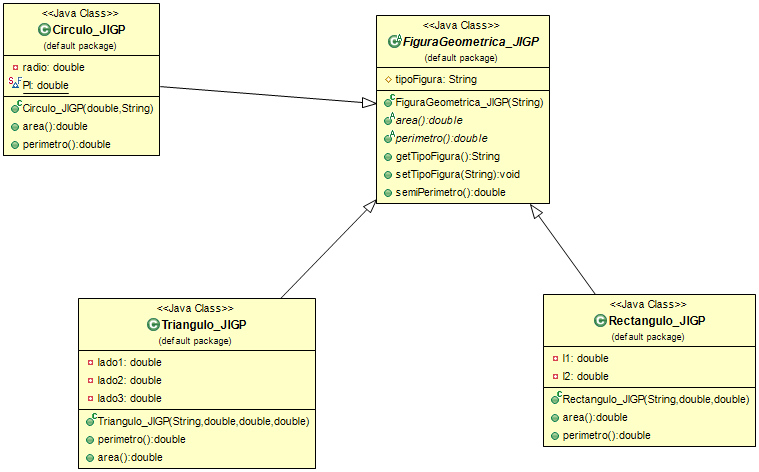 <<Java Class>>
Circulo_JIGP
(default package)
radio: double
PI: double
Circulo_JIGP(double,String)
area():double
perimetro():double
<<Java Class>>
FiguraGeometrica_JIGP
(default package)
tipoFigura: String
FiguraGeometrica_JIGP(String)
area():double
perimetro():double
getTipoFigura():String
setTipoFigura(String):void
semiPerimetro():double
<<Java Class>>
Triangulo_JIGP
(default package)
lado1: double
lado2: double
lado3: double
Triangulo_JIGP(String,double,double,double)
perimetro():double
area():double
<<Java Class>>
Rectangulo_JIGP
(default package)
l1: double
l2: double
Rectangulo_JIGP(String,double,double)
area():double
perimetro():double